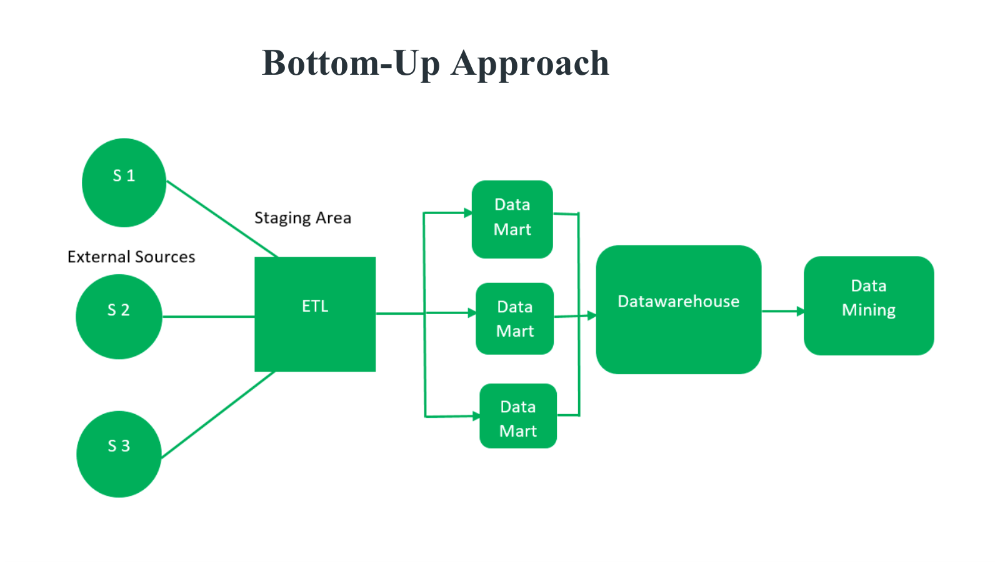 Bottom-Up Approach
S 1
Staging Area
External Sources
S 2
S 3
ETL
Data
Mart
Data
Mart
Data
Mart
Datawarehouse
Data
Mining